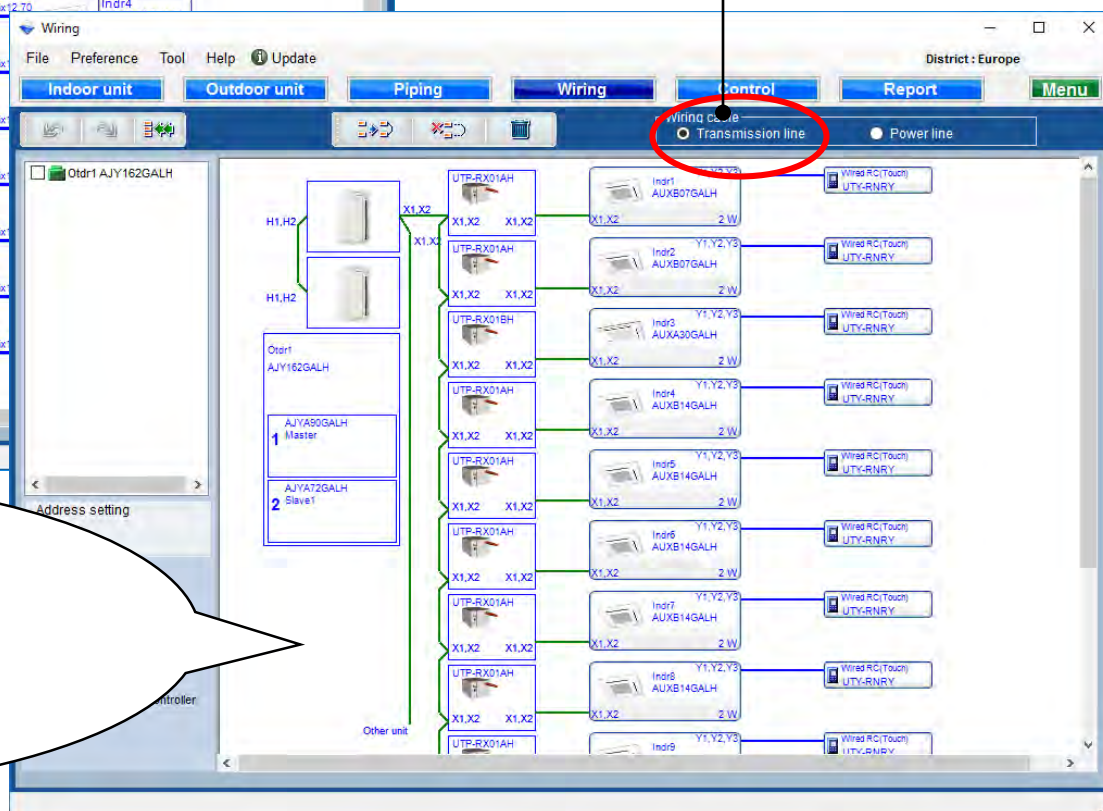 x12.70
Indr4
Wiring
File Preference Tool Help Update
District : Europe
Indoor unit Outdoor unit Piping Wiring Control Report Menu
Wiring cable
Transmission line Power line
Otdr1 AJY162GALH
Address setting
H1,H2
H1,H2
X1,X2
X1,X2
Otdr1
AJY162GALH
AJYA90GALH
1 Master
AJYA72GALH
2 Slave1
Other unit
UTP-RX01AH
X1,X2 X1,X2
Indr1
AUXB07GALH
Y1,Y2,Y3
X1,X2 2 W
Wired RC(Touch)
UTY-RNRY
UTP-RX01AH
X1,X2 X1,X2
Indr2
AUXB07GALH
Y1,Y2,Y3
X1,X2 2 W
Wired RC(Touch)
UTY-RNRY
UTP-RX01BH
X1,X2 X1,X2
Indr3
AUXA30GALH
Y1,Y2,Y3
X1,X2 2 W
Wired RC(Touch)
UTY-RNRY
UTP-RX01AH
X1,X2 X1,X2
Indr4
AUXB14GALH
Y1,Y2,Y3
X1,X2 2 W
Wired RC(Touch)
UTY-RNRY
UTP-RX01AH
X1,X2 X1,X2
Indr5
AUXB14GALH
Y1,Y2,Y3
X1,X2 2 W
Wired RC(Touch)
UTY-RNRY
UTP-RX01AH
X1,X2 X1,X2
Indr6
AUXB14GALH
Y1,Y2,Y3
X1,X2 2 W
Wired RC(Touch)
UTY-RNRY
UTP-RX01AH
X1,X2 X1,X2
Indr7
AUXB14GALH
Y1,Y2,Y3
X1,X2 2 W
Wired RC(Touch)
UTY-RNRY
UTP-RX01AH
X1,X2 X1,X2
Indr8
AUXB14GALH
Y1,Y2,Y3
X1,X2 2 W
Wired RC(Touch)
UTY-RNRY
UTP-RX01AH
Indr9
Y1,Y2,Y3
Wired RC(Touch)
UTY-RNRY